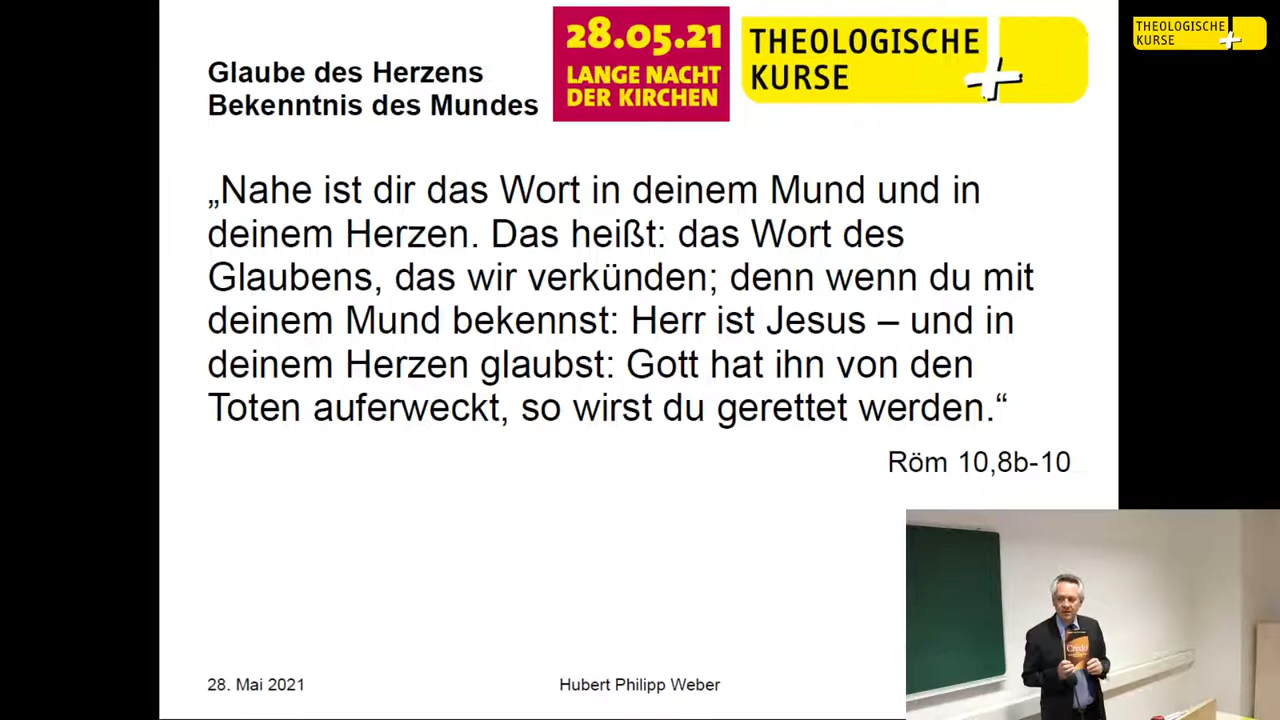 Glaube des Herzens
Bekenntnis des Mundes
28.05.21
LANGE NACHT
DER KIRCHEN
THEOLOGISCHE
KURSE
THEOLOGISCHE
KURSE
„Nahe ist dir das Wort in deinem Mund und in
deinem Herzen. Das heißt: das Wort des
Glaubens, das wir verkünden; denn wenn du mit
deinem Mund bekennst: Herr ist Jesus – und in
deinem Herzen glaubst: Gott hat ihn von den
Toten auferweckt, so wirst du gerettet werden.“
Röm 10,8b-10
Credo
28. Mai 2021
Hubert Philipp Weber